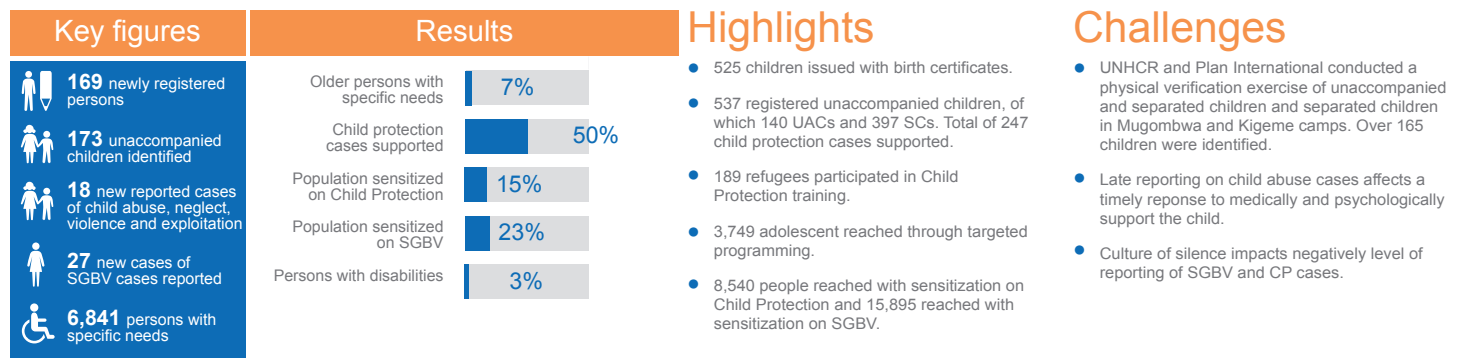 Key figures
169 newly registered
persons
173 unaccompanied
children identified
18 new reported cases
of child abuse, neglect,
violence and exploitation
27 new cases of
SGBV cases reported
6,841 persons with
specific needs
Results
Older persons with
specific needs
7%
Child protection
cases supported
50%
Population sensitized
on Child Protection
15%
Population sensitized
on SGBV
23%
Persons with disabilities
3%
Highlights
● 525 children issued with birth certificates.
● 537 registered unaccompanied children, of
which 140 UACs and 397 SCs. Total of 247
child protection cases supported.
● 189 refugees participated in Child
Protection training.
● 3,749 adolescent reached through targeted
programming.
● 8,540 people reached with sensitization on
Child Protection and 15,895 reached with
sensitization on SGBV.
Challenges
● UNHCR and Plan International conducted a
physical verification exercise of unaccompanied
and separated children and separated children
in Mugombwa and Kigeme camps. Over 165
children were identified.
● Late reporting on child abuse cases affects a
timely reponse to medically and psychologically
support the child.
● Culture of silence impacts negatively level of
reporting of SGBV and CP cases.